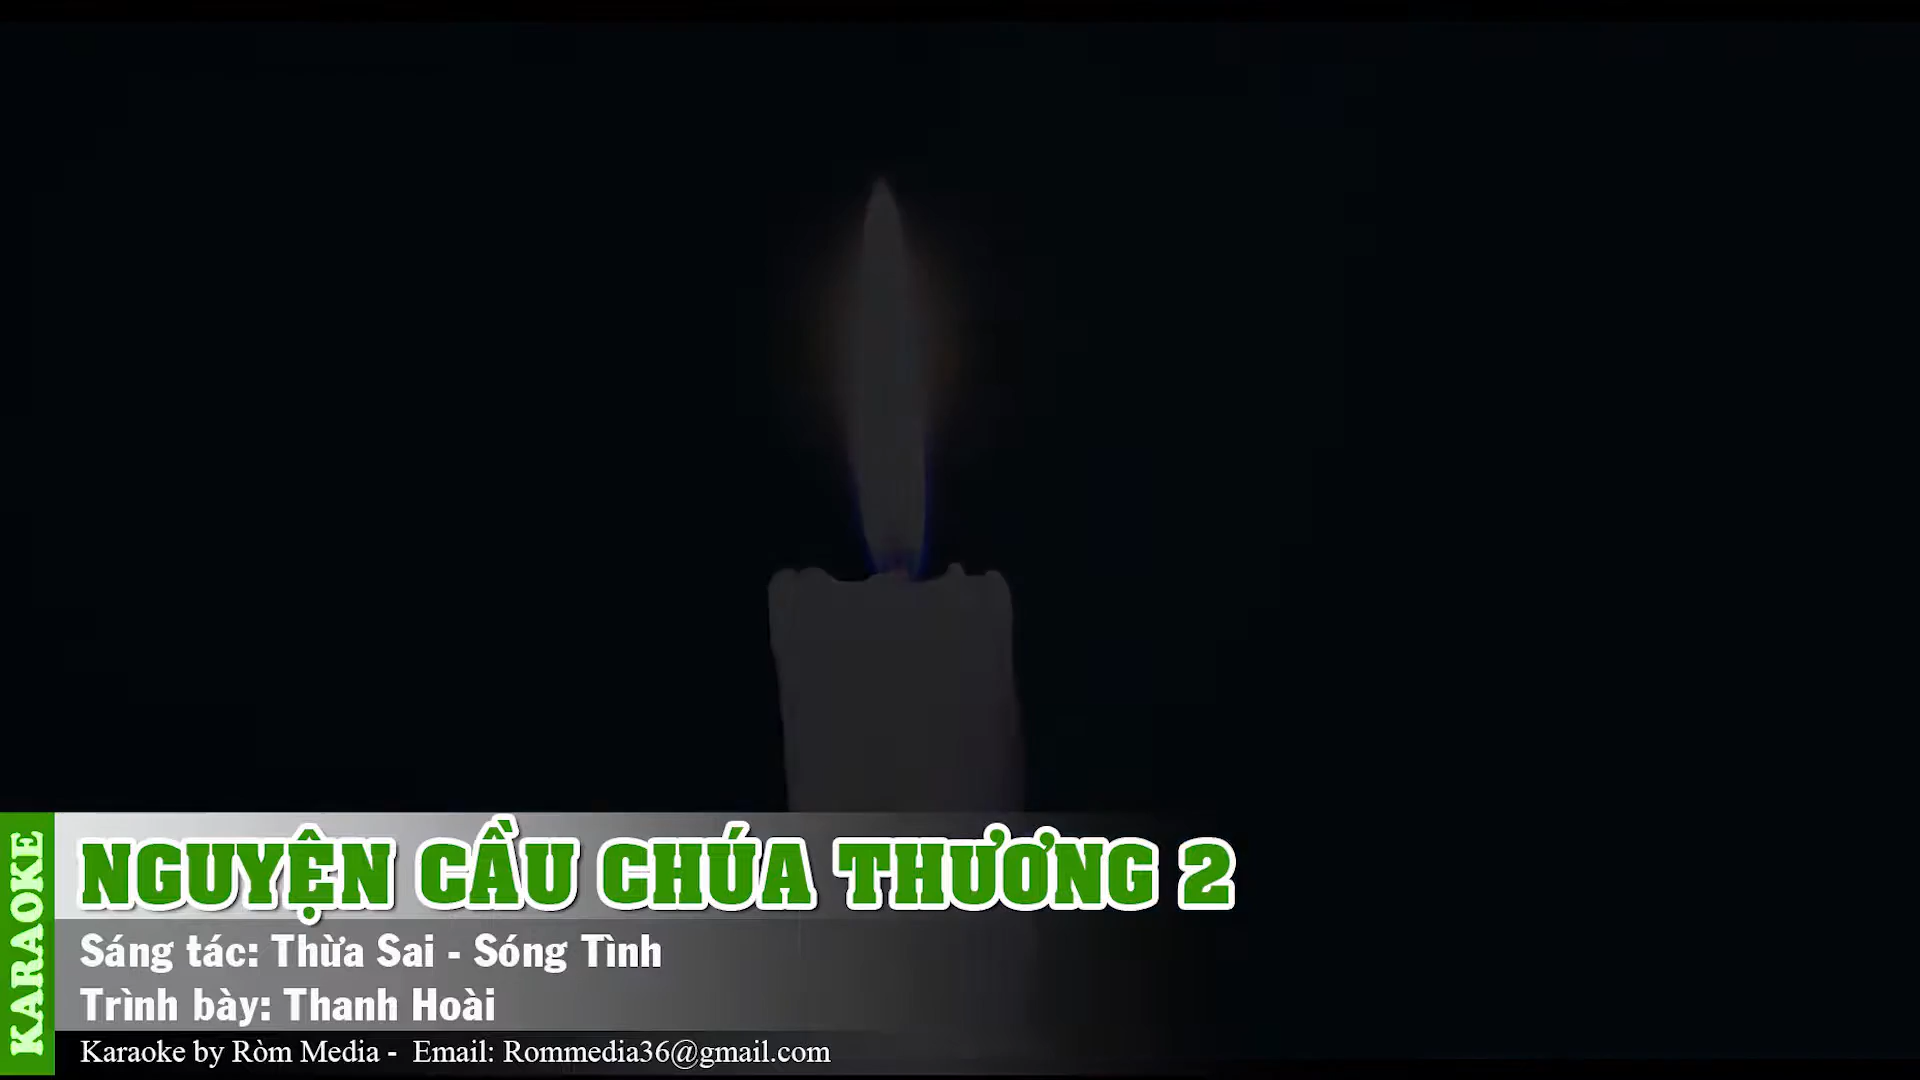 KARAOKE
NGUYỆN CẦU CHÚA THƯƠNG 2
Sáng tác: Thừa Sai - Sóng Tình
Trình bày: Thanh Hoài
Karaoke by Ròm Media - Email: Rommedia36@gmail.com